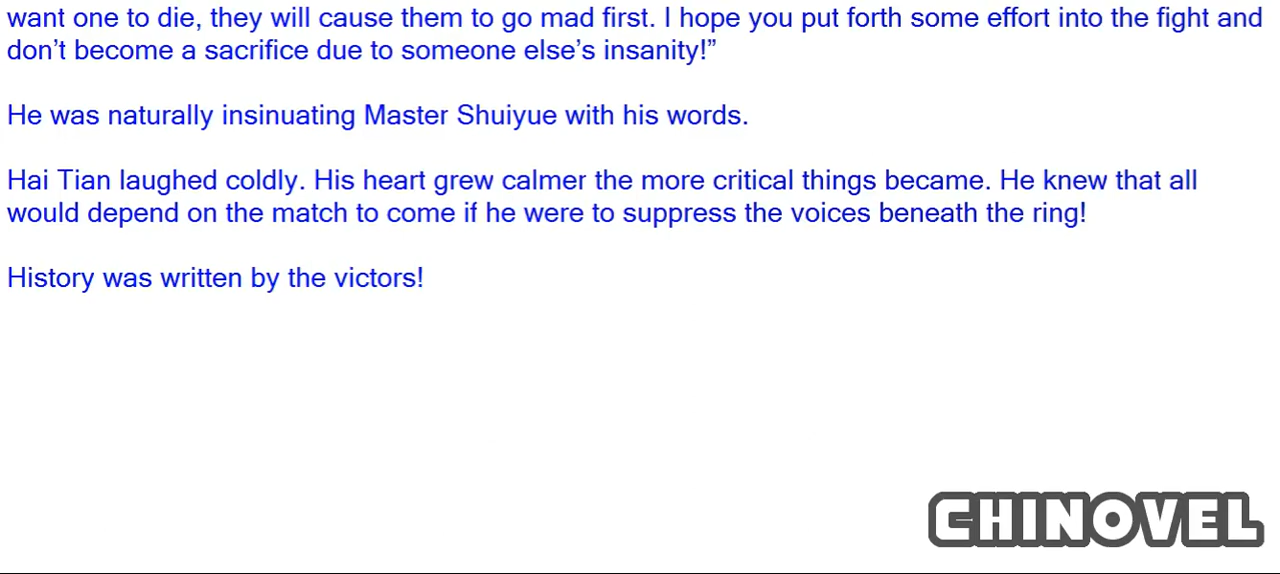 want one to die, they will cause them to go mad first. I hope you put forth some effort into the fight and
don’t become a sacrifice due to someone else’s insanity!”
He was naturally insinuating Master Shuiyue with his words.
Hai Tian laughed coldly. His heart grew calmer the more critical things became. He knew that all
would depend on the match to come if he were to suppress the voices beneath the ring!
History was written by the victors!
CHINOVEL